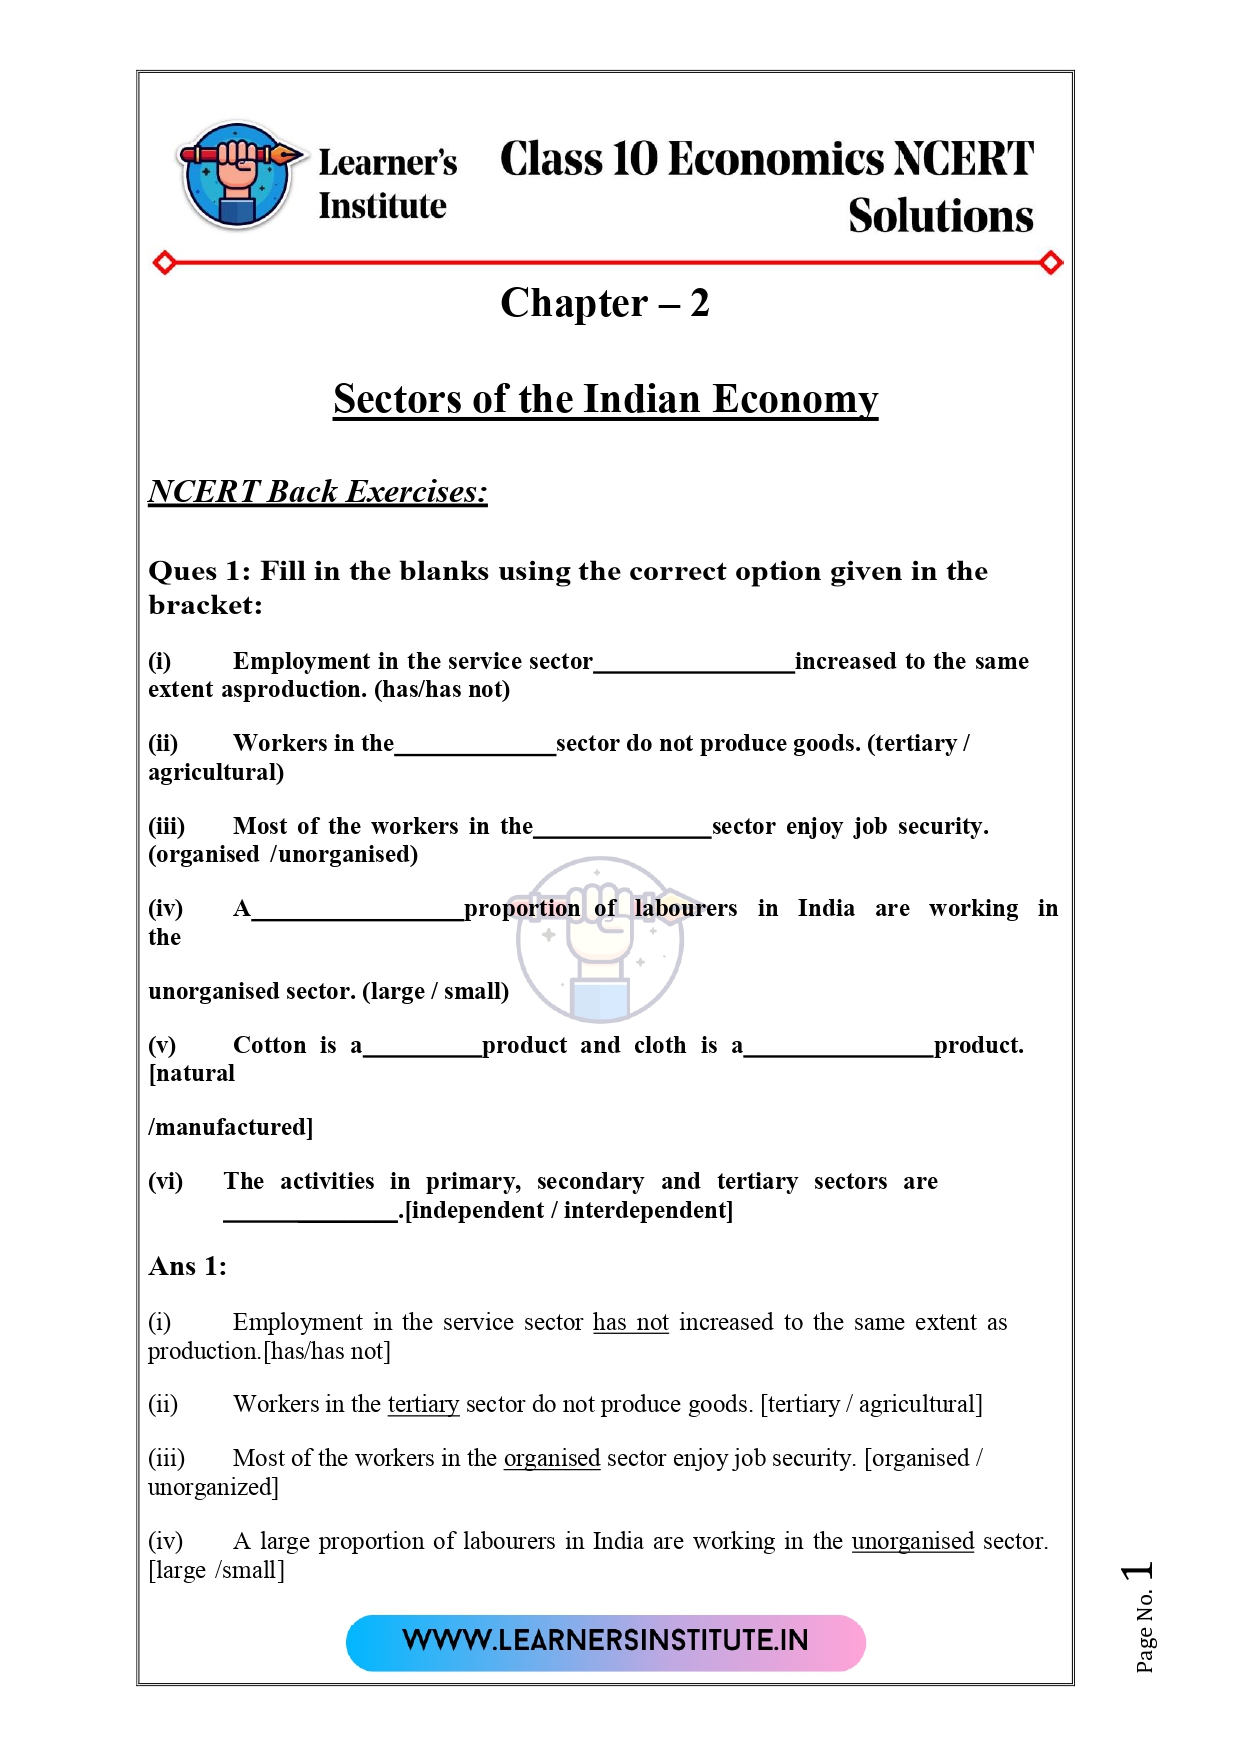 Learner's
Institute
Class 10 Economics NCERT
Solutions
Chapter – 2
Sectors of the Indian Economy
NCERT Back Exercises:
Ques 1: Fill in the blanks using the correct option given in the
bracket:
(i) Employment in the service sector________________increased to the same
extent asproduction. (has/has not)
(ii) Workers in the_____________sector do not produce goods. (tertiary /
agricultural)
(iii) Most of the workers in the______________sector enjoy job security.
(organised /unorganised)
(iv) A_________________proportion of labourers in India are working in
the
unorganised sector. (large / small)
(v) Cotton is a_________product and cloth is a_______________product.
[natural
/manufactured]
(vi) The activities in primary, secondary and tertiary sectors are
______________.[independent / interdependent]
Ans 1:
(i) Employment in the service sector has not increased to the same extent as
production.[has/has not]
(ii) Workers in the tertiary sector do not produce goods. [tertiary / agricultural]
(iii) Most of the workers in the organised sector enjoy job security. [organised /
unorganized]
(iv) A large proportion of labourers in India are working in the unorganised sector.
[large /small]
WWW.LEARNERSINSTITUTE.IN
Page No. 1